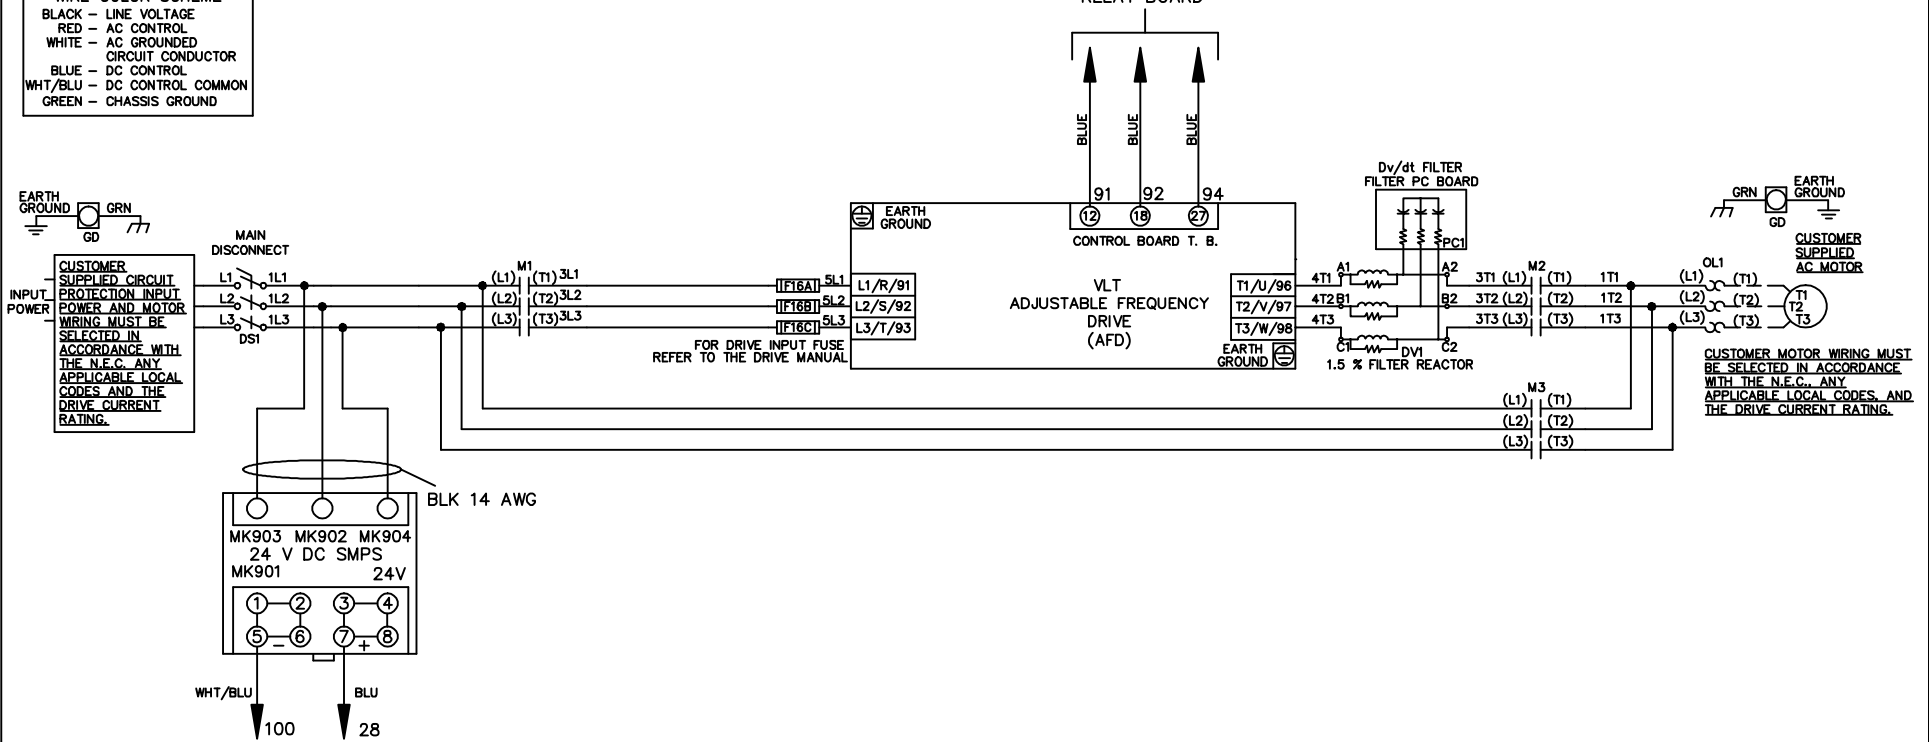 WIRE COLOR SCHEME
BLACK – LINE VOLTAGE
RED – AC CONTROL
WHITE – AC GROUNDED
CIRCUIT CONDUCTOR
BLUE – DC CONTROL
WHT/BLU – DC CONTROL COMMON
GREEN – CHASSIS GROUND
RELAY BOARD
BLUE
BLUE
BLUE
91 92 94
12 18 27
CONTROL BOARD T. B.
EARTH
GROUND
GRN
GD
MAIN
DISCONNECT
INPUT
POWER
CUSTOMER
SUPPLIED CIRCUIT
PROTECTION INPUT
POWER AND MOTOR
WIRING MUST BE
SELECTED IN
ACCORDANCE WITH
THE N.E.C. ANY
APPLICABLE LOCAL
CODES AND THE
DRIVE CURRENT
RATING.
L1 1L1
L2 1L2
L3 1L3
DS1
M1
(L1) (T1) 3L1
(L2) (T2) 3L2
(L3) (T3) 3L3
F16A 5L1
F16B 5L2
F16C 5L3
FOR DRIVE INPUT FUSE
REFER TO THE DRIVE MANUAL
EARTH
GROUND
L1/R/91
L2/S/92
L3/T/93
VLT
ADJUSTABLE FREQUENCY
DRIVE
(AFD)
T1/U/96
T2/V/97
T3/W/98
EARTH
GROUND
Dv/dt FILTER
FILTER PC BOARD
PC1
4T1 A1 A2
4T2 B1 B2
4T3 C1 C2
DV1
1.5 % FILTER REACTOR
M2
3T1 (L1) (T1) 1T1
3T2 (L2) (T2) 1T2
3T3 (L3) (T3) 1T3
OL1
(L1) (T1)
(L2) (T2)
(L3) (T3)
T1
T2
T3
GRN
GD
EARTH
GROUND
CUSTOMER
SUPPLIED
AC MOTOR
CUSTOMER MOTOR WIRING MUST
BE SELECTED IN ACCORDANCE
WITH THE N.E.C., ANY
APPLICABLE LOCAL CODES, AND
THE DRIVE CURRENT RATING.
M3
(L1) (T1)
(L2) (T2)
(L3) (T3)
BLK 14 AWG
MK903 MK902 MK904
24 V DC SMPS
MK901 24V
1 2 3 4
5 – 6 7 + 8
WHT/BLU BLU
100 28